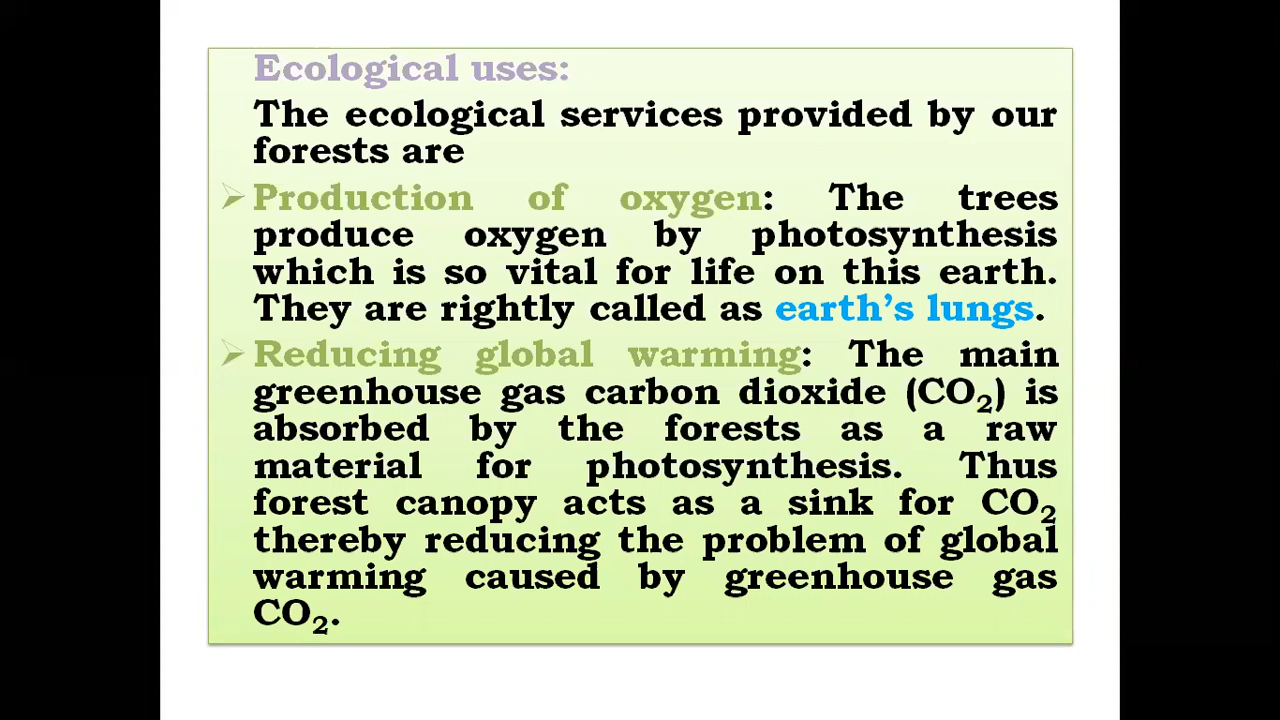 Ecological uses:
The ecological services provided by our
forests are
➢ Production of oxygen: The trees
produce oxygen by photosynthesis
which is so vital for life on this earth.
They are rightly called as earth’s lungs.
➢ Reducing global warming: The main
greenhouse gas carbon dioxide (CO₂) is
absorbed by the forests as a raw
material for photosynthesis. Thus
forest canopy acts as a sink for CO₂
thereby reducing the problem of global
warming caused by greenhouse gas
CO₂.